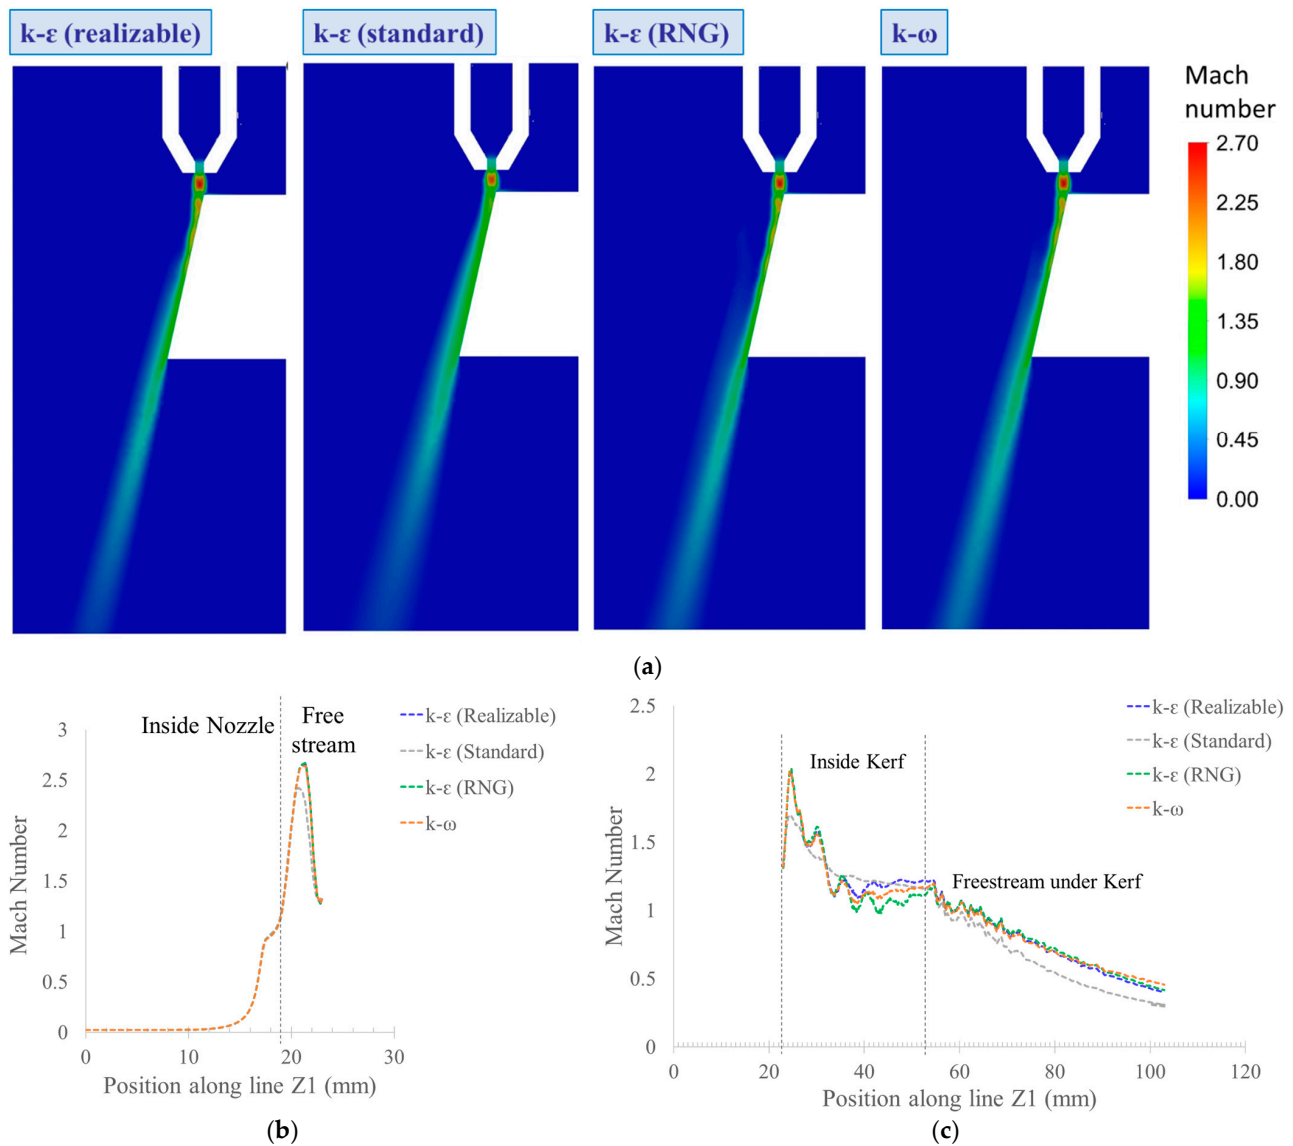 k-ε (realizable)
k-ε (standard)
k-ε (RNG)
k-ω
Mach
number
2.70
2.25
1.80
1.35
0.90
0.45
0.00
(a)
Inside Nozzle
Free
stream
k-ε (Realizable)
k-ε (Standard)
k-ε (RNG)
k-ω
3
2.5
2
1.5
1
0.5
0
0
10
20
30
Mach Number
Position along line Z1 (mm)
(b)
2.5
2
1.5
1
0.5
0
Inside Kerf
Freestream under Kerf
k-ε (Realizable)
k-ε (Standard)
k-ε (RNG)
k-ω
0
20
40
60
80
100
120
Mach Number
Position along line Z1 (mm)
(c)